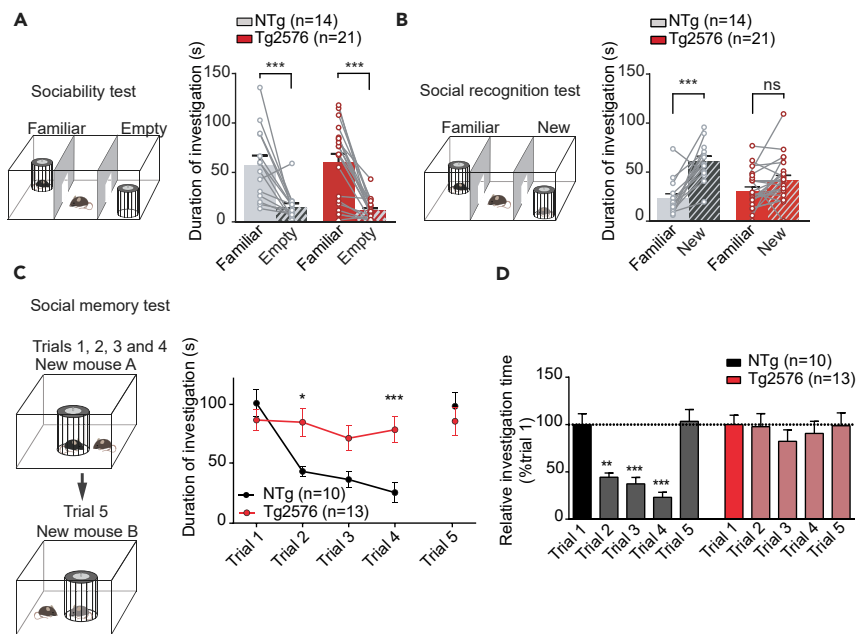 A
NTg (n=14)
Tg2576 (n=21)
Sociability test
Familiar Empty
Duration of investigation (s)
150
100
50
0
*** ***
Familiar Empty Familiar Empty
B
NTg (n=14)
Tg2576 (n=21)
Social recognition test
Familiar New
Duration of investigation (s)
150
100
50
0
*** ns
Familiar New Familiar New
C
Social memory test
Trials 1, 2, 3 and 4
New mouse A
Trial 5
New mouse B
Duration of investigation (s)
100
50
0
* ***
NTg (n=10)
Tg2576 (n=13)
Trial 1 Trial 2 Trial 3 Trial 4 Trial 5
D
NTg (n=10)
Tg2576 (n=13)
Relative investigation time
(%trial 1)
150
100
50
0
** *** ***
Trial 1 Trial 2 Trial 3 Trial 4 Trial 5 Trial 1 Trial 2 Trial 3 Trial 4 Trial 5